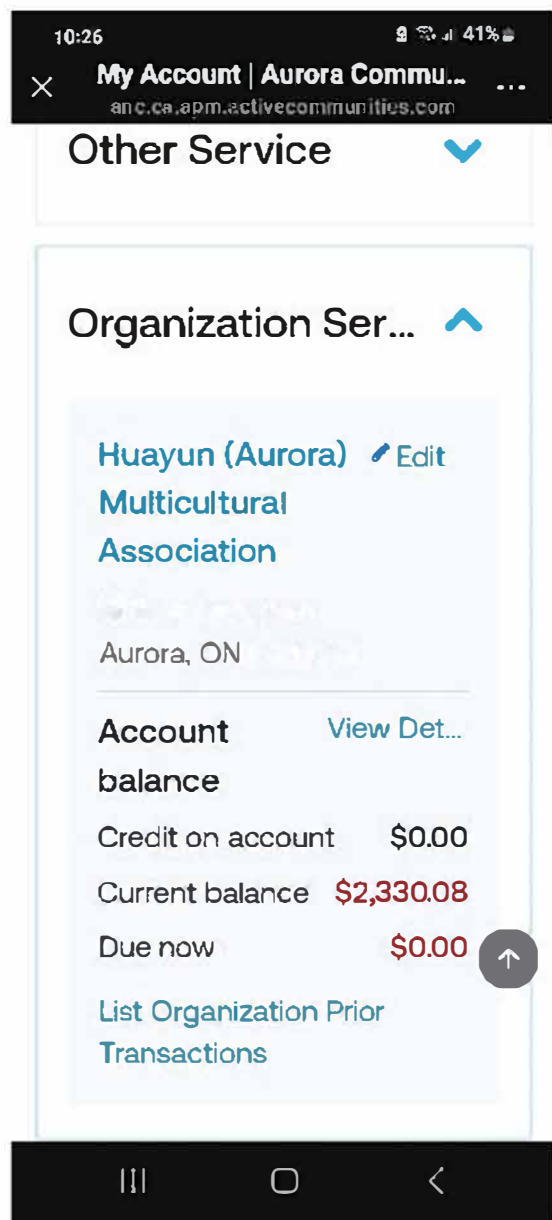 10:26
41%
My Account | Aurora Commu...
anc.ca.apm.activecommunities.com
Other Service
Organization Ser...
Huayun (Aurora) Edit
Multicultural
Association
Aurora, ON
Account View Det...
balance
Credit on account $0.00
Current balance $2,330.08
Due now $0.00
List Organization Prior
Transactions